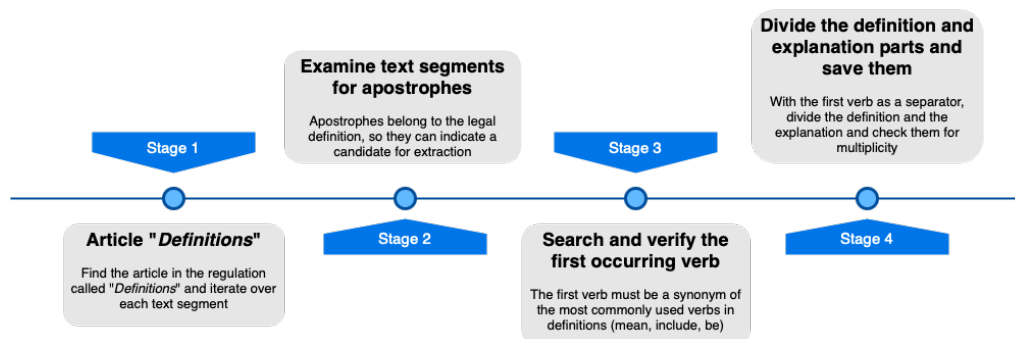 Stage 1
Article "Definitions"
Find the article in the regulation
called "Definitions" and iterate over
each text segment
Examine text segments
for apostrophes
Apostrophes belong to the legal
definition, so they can indicate a
candidate for extraction
Stage 2
Stage 3
Search and verify the
first occurring verb
The first verb must be a synonym of
the most commonly used verbs in
definitions (mean, include, be)
Divide the definition and
explanation parts and
save them
With the first verb as a separator,
divide the definition and the
explanation and check them for
multiplicity
Stage 4